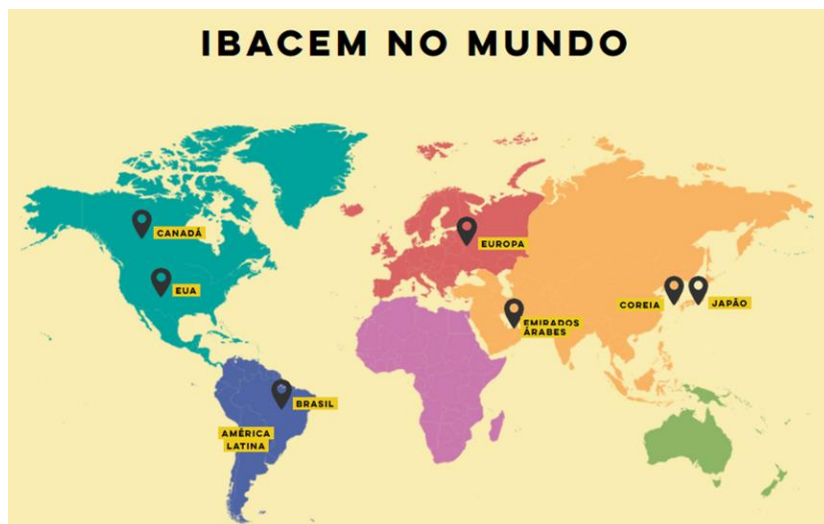 IBACEM NO MUNDO
CANADÁ
EUROPA
EUA
COREIA
JAPÃO
EMIRADOS
ÁRABES
BRASIL
AMÉRICA
LATINA